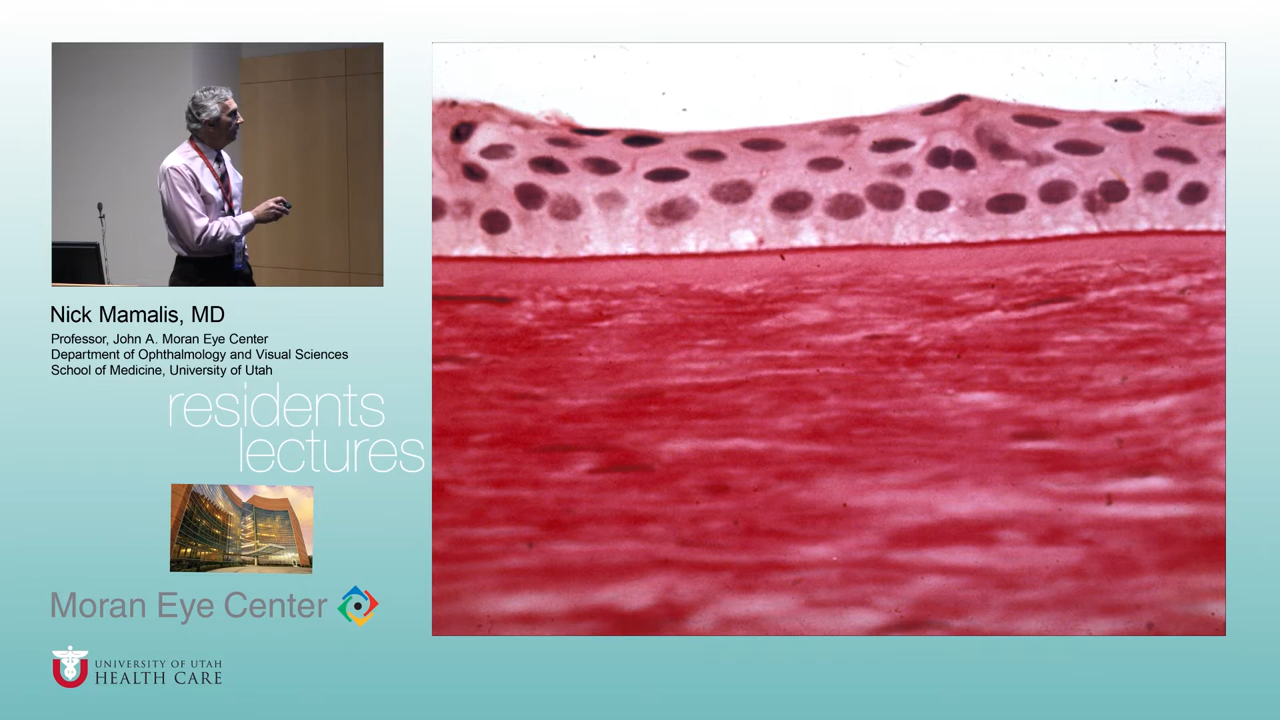 Nick Mamalis, MD
Professor, John A. Moran Eye Center
Department of Ophthalmology and Visual Sciences
School of Medicine, University of Utah
residents
lectures
Moran Eye Center
U
UNIVERSITY OF UTAH
HEALTH CARE